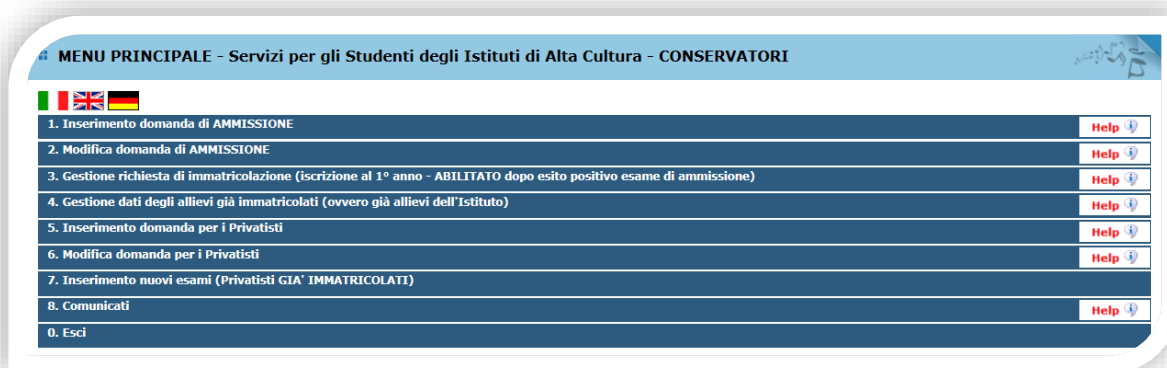 MENU PRINCIPALE - Servizi per gli Studenti degli Istituti di Alta Cultura - CONSERVATORI
1. Inserimento domanda di AMMISSIONE Help
2. Modifica domanda di AMMISSIONE Help
3. Gestione richiesta di immatricolazione (iscrizione al 1° anno - ABILITATO dopo esito positivo esame di ammissione) Help
4. Gestione dati degli allievi già immatricolati (ovvero già allievi dell'Istituto) Help
5. Inserimento domanda per i Privatisti Help
6. Modifica domanda per i Privatisti Help
7. Inserimento nuovi esami (Privatisti GIA' IMMATRICOLATI)
8. Comunicati Help
0. Esci